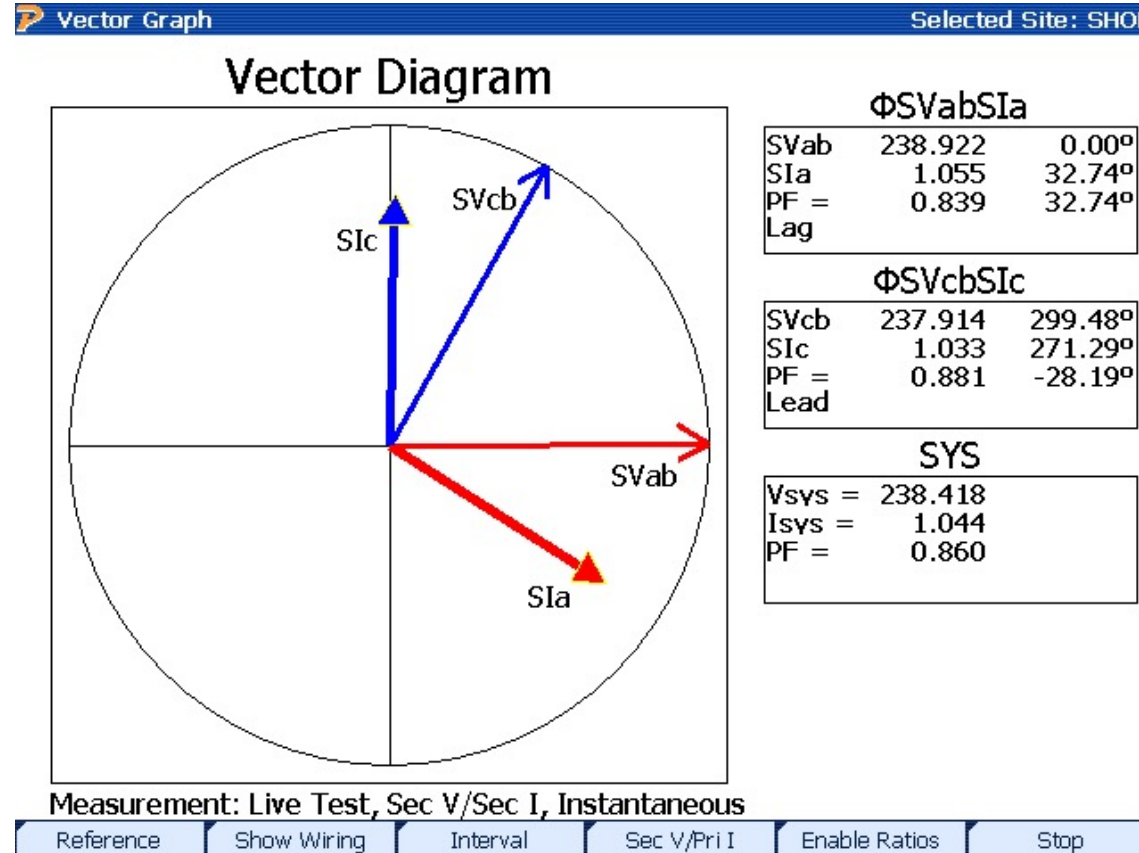 Vector Graph
Selected Site: SHO
Vector Diagram
SVcb
SIc
SVab
SIa
ΦSVabSIa
SVab 238.922 0.00º
SIa 1.055 32.74º
PF = 0.839 32.74º
Lag
ΦSVcbSIc
SVcb 237.914 299.48º
SIc 1.033 271.29º
PF = 0.881 -28.19º
Lead
SYS
Vsys = 238.418
Isys = 1.044
PF = 0.860
Measurement: Live Test, Sec V/Sec I, Instantaneous
Reference Show Wiring Interval Sec V/Pri I Enable Ratios Stop